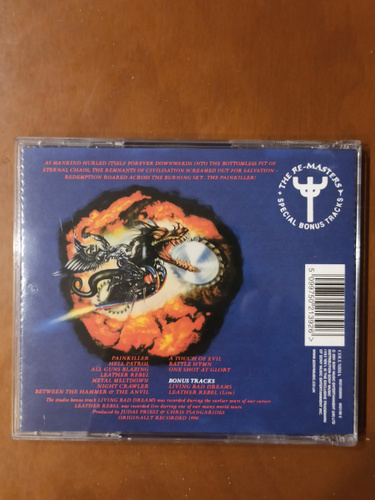 AS MANKIND HURLED ITSELF FOREVER DOWNWARDS INTO THE BOTTOMLESS PIT OF
ETERNAL CHAOS, THE REMNANTS OF CIVILISATION SCREAMED OUT FOR SALVATION -
REDEMPTION ROARED ACROSS THE BURNING SKY. THE PAINKILLER!
• THE RE-MASTERS •
SPECIAL BONUS TRACKS
5 099750 213926 >
PAINKILLER
HELL PATROL
ALL GUNS BLAZING
LEATHER REBEL
METAL MELTDOWN
NIGHT CRAWLER
BETWEEN THE HAMMER & THE ANVIL
A TOUCH OF EVIL
BATTLE HYMN
ONE SHOT AT GLORY
BONUS TRACKS
LIVING BAD DREAMS
LEATHER REBEL (Live)
The studio bonus track LIVING BAD DREAMS was recorded during the earlier years of our career.
LEATHER REBEL was recorded live during one of our many world tours.
Produced by JUDAS PRIEST & CHRIS TSANGARIDES
ORIGINALLY RECORDED 1990